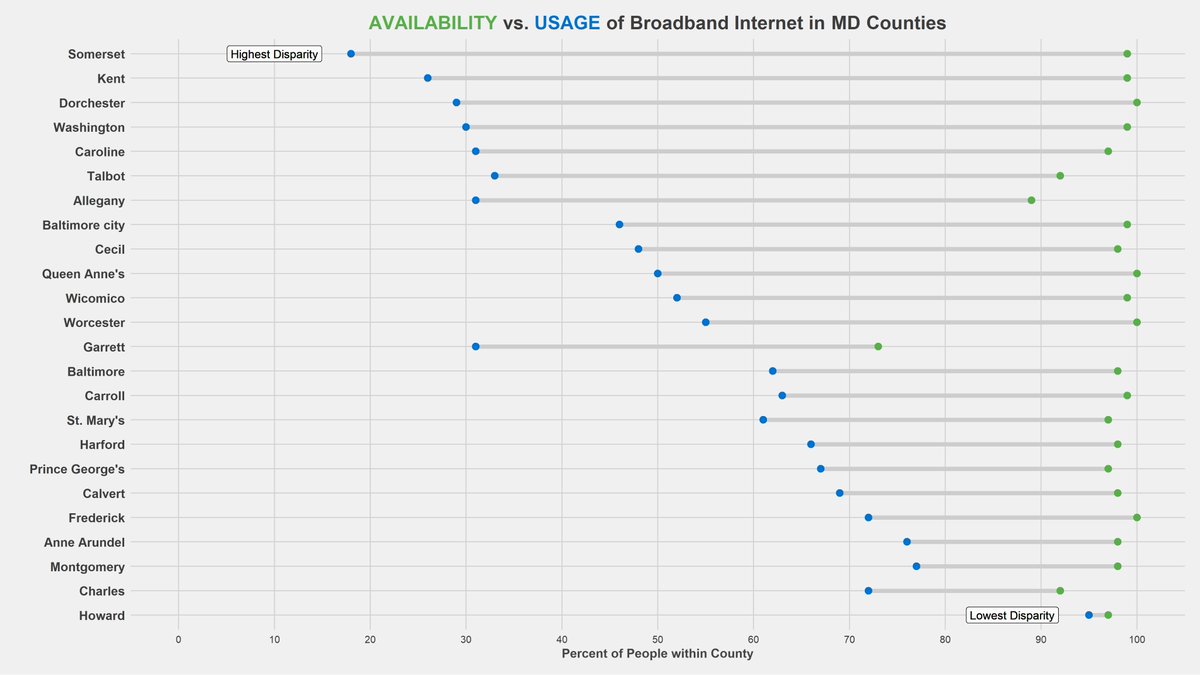 AVAILABILITY vs. USAGE of Broadband Internet in MD Counties
Somerset
Highest Disparity
Kent
Dorchester
Washington
Caroline
Talbot
Allegany
Baltimore city
Cecil
Queen Anne's
Wicomico
Worcester
Garrett
Baltimore
Carroll
St. Mary's
Harford
Prince George's
Calvert
Frederick
Anne Arundel
Montgomery
Charles
Howard
Lowest Disparity
0 10 20 30 40 50 60 70 80 90 100
Percent of People within County